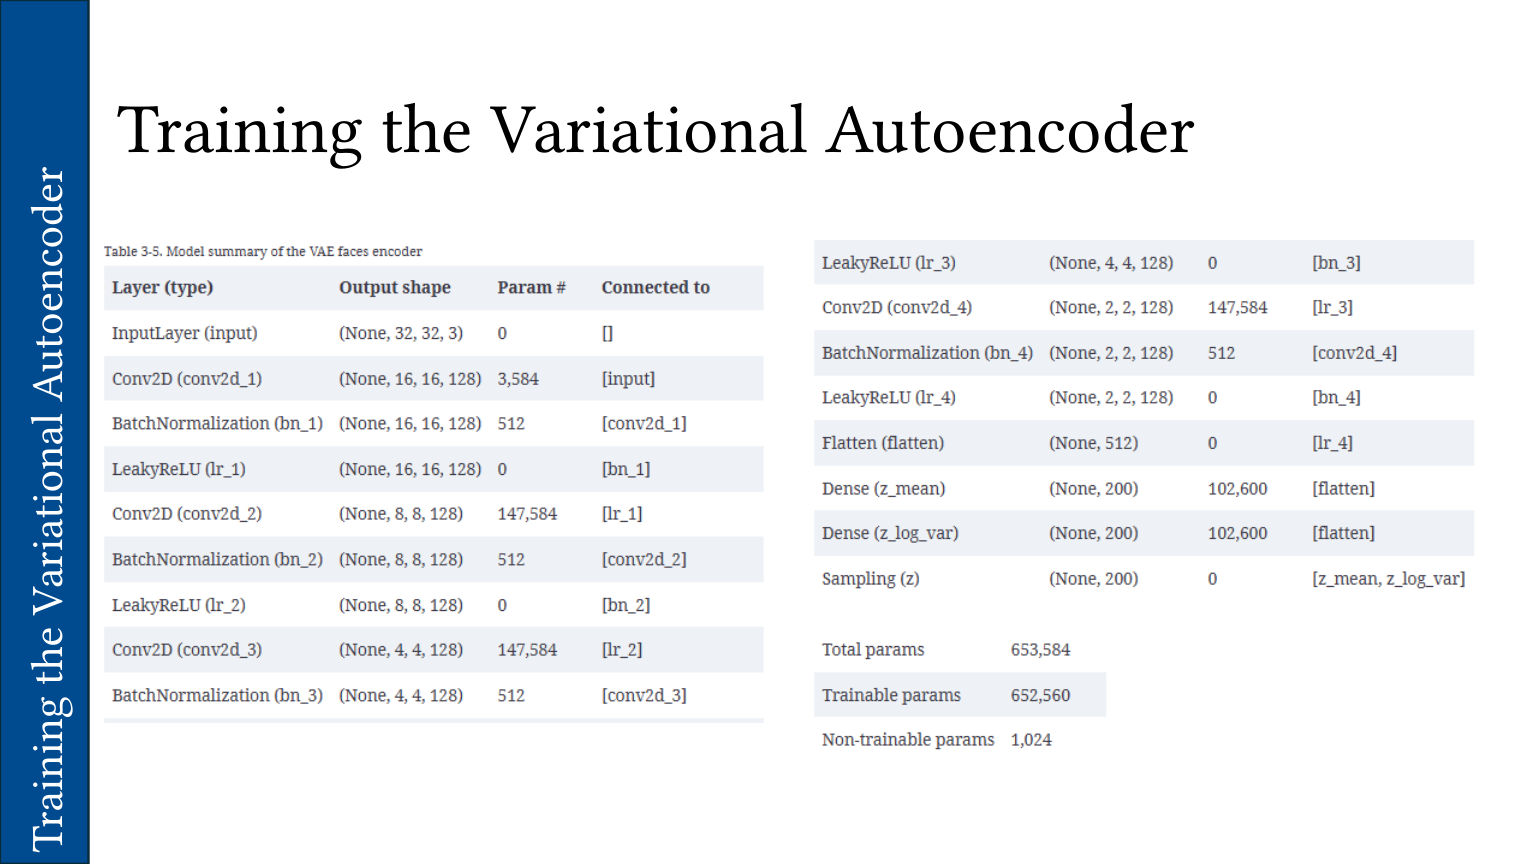 Training the Variational Autoencoder
Training the Variational Autoencoder
Table 3-5. Model summary of the VAE faces encoder
Layer (type) Output shape Param # Connected to
InputLayer (input) (None, 32, 32, 3) 0 []
Conv2D (conv2d_1) (None, 16, 16, 128) 3,584 [input]
BatchNormalization (bn_1) (None, 16, 16, 128) 512 [conv2d_1]
LeakyReLU (lr_1) (None, 16, 16, 128) 0 [bn_1]
Conv2D (conv2d_2) (None, 8, 8, 128) 147,584 [lr_1]
BatchNormalization (bn_2) (None, 8, 8, 128) 512 [conv2d_2]
LeakyReLU (lr_2) (None, 8, 8, 128) 0 [bn_2]
Conv2D (conv2d_3) (None, 4, 4, 128) 147,584 [lr_2]
BatchNormalization (bn_3) (None, 4, 4, 128) 512 [conv2d_3]
LeakyReLU (lr_3) (None, 4, 4, 128) 0 [bn_3]
Conv2D (conv2d_4) (None, 2, 2, 128) 147,584 [lr_3]
BatchNormalization (bn_4) (None, 2, 2, 128) 512 [conv2d_4]
LeakyReLU (lr_4) (None, 2, 2, 128) 0 [bn_4]
Flatten (flatten) (None, 512) 0 [lr_4]
Dense (z_mean) (None, 200) 102,600 [flatten]
Dense (z_log_var) (None, 200) 102,600 [flatten]
Sampling (z) (None, 200) 0 [z_mean, z_log_var]
Total params 653,584
Trainable params 652,560
Non-trainable params 1,024